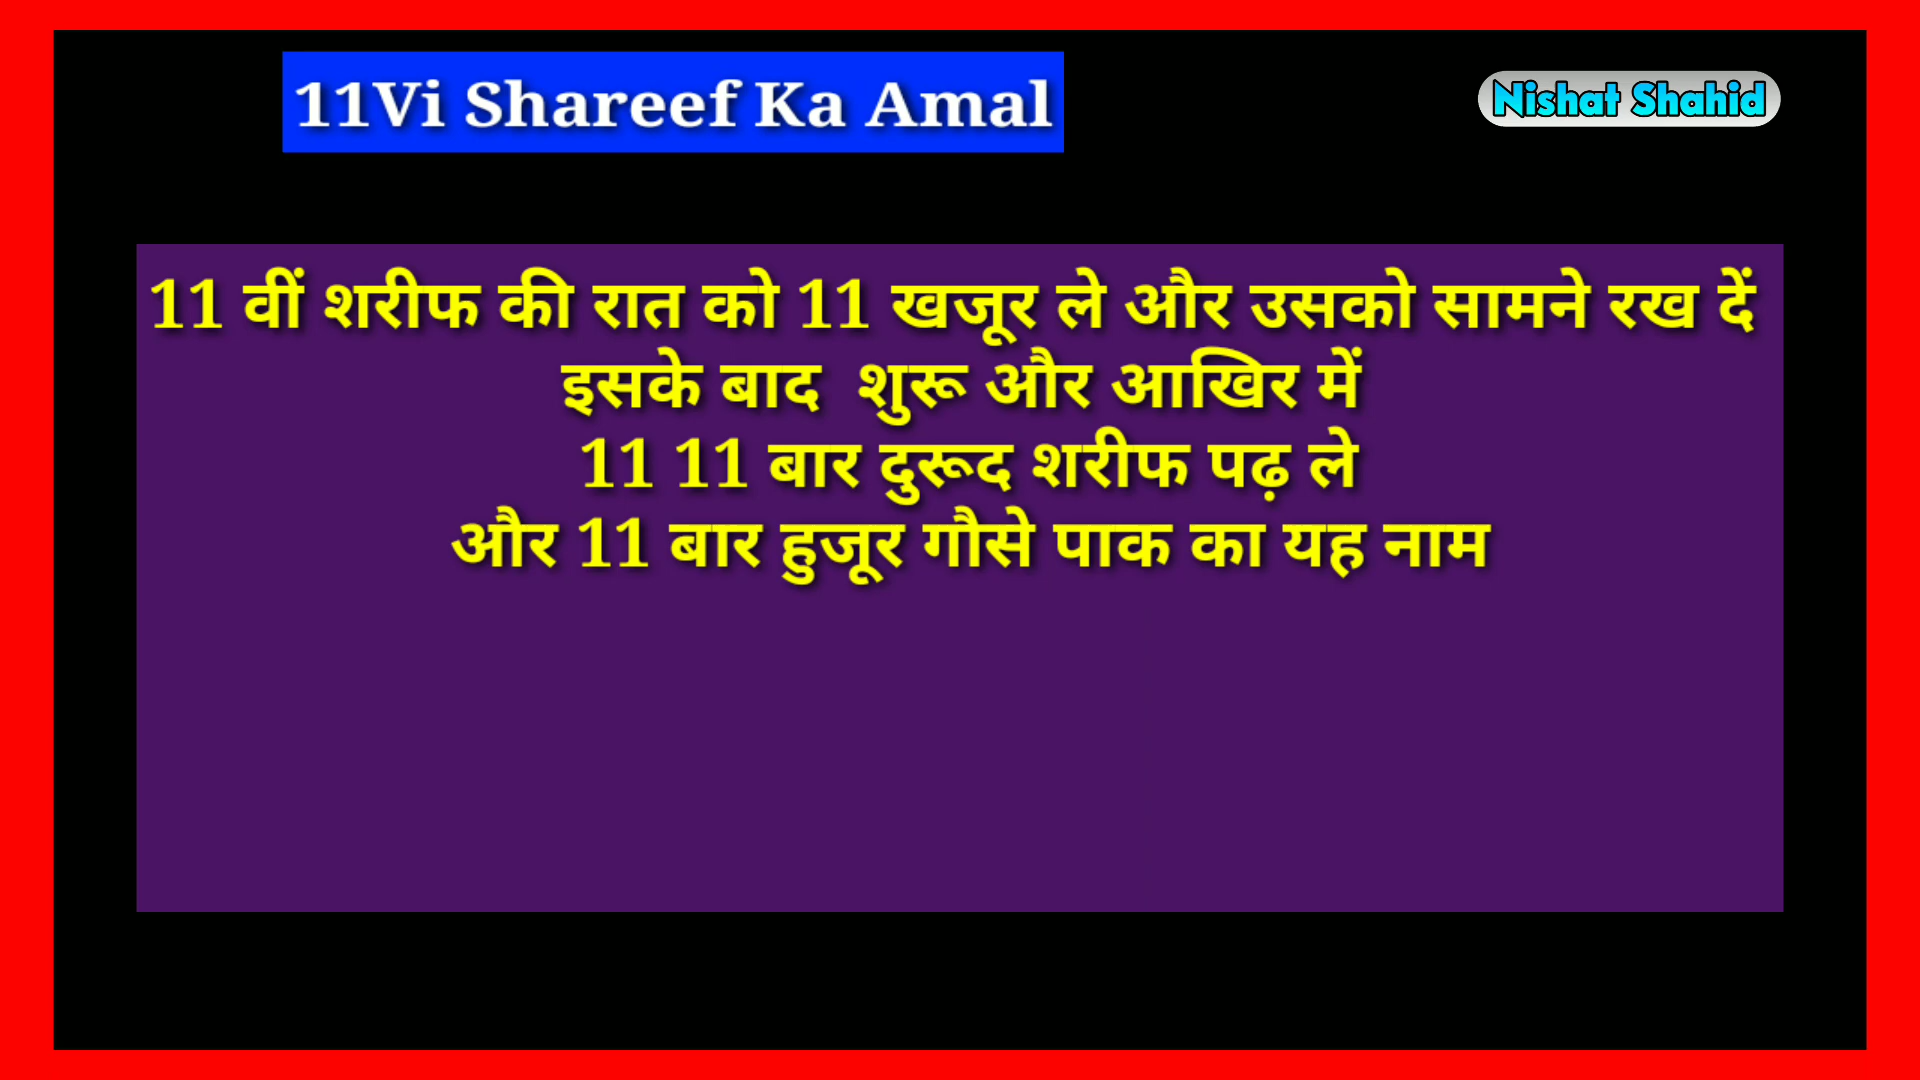 11Vi Shareef Ka Amal
Nishat Shahid
11 वीं शरीफ की रात को 11 खजूर ले और उसको सामने रख दें
इसके बाद शुरू और आखिर में
11 11 बार दुरूद शरीफ पढ़ ले
और 11 बार हुजूर गौसे पाक का यह नाम